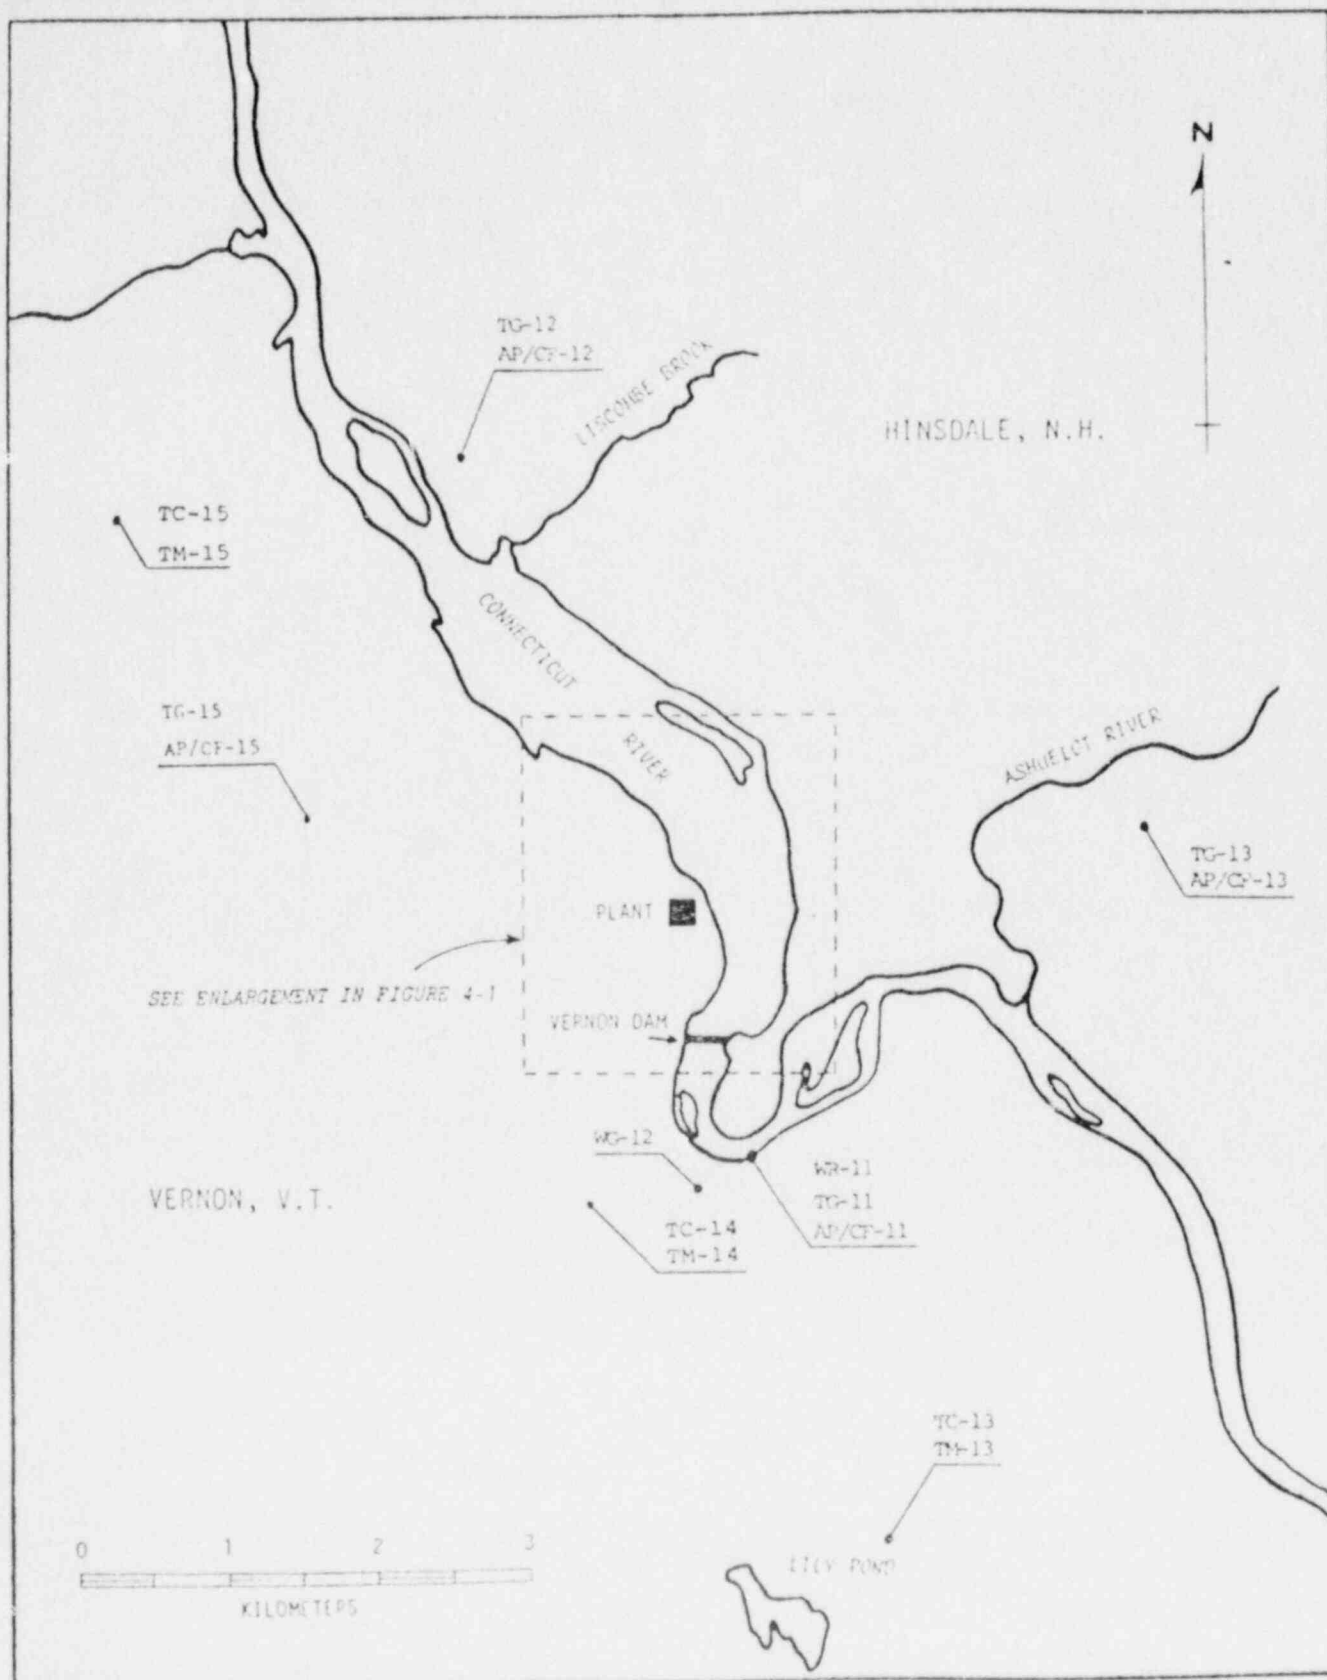 N
TG-12
AP/CF-12
LISCOMBE BROOK
HINSDALE, N.H.
TC-15
TM-15
CONNECTICUT
RIVER
TG-15
AP/CF-15
ASHUELOT RIVER
TG-13
AP/CF-13
PLANT
SEE ENLARGEMENT IN FIGURE 4-1
VERNON DAM
WG-12
WR-11
TG-11
AP/CF-11
VERNON, V.T.
TC-14
TM-14
TC-13
TM-13
LILY POND
0 1 2 3
KILOMETERS